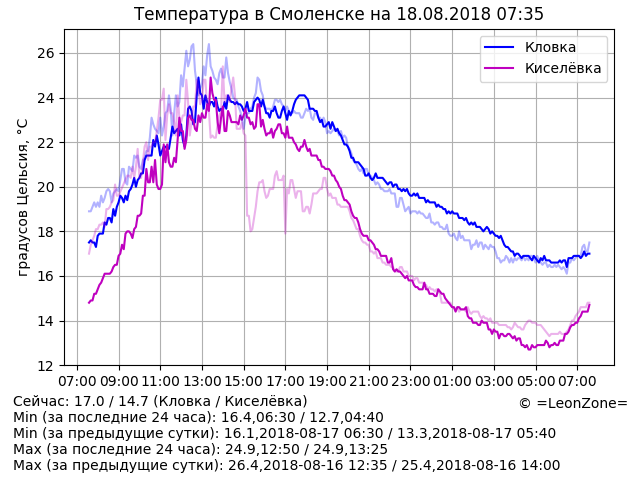 Температура в Смоленске на 18.08.2018 07:35
Кловка
Киселёвка
градусов Цельсия, °C
26
24
22
20
18
16
14
12
07:00 09:00 11:00 13:00 15:00 17:00 19:00 21:00 23:00 01:00 03:00 05:00 07:00
Сейчас: 17.0 / 14.7 (Кловка / Киселёвка)
© =LeonZone=
Min (за последние 24 часа): 16.4,06:30 / 12.7,04:40
Min (за предыдущие сутки): 16.1,2018-08-17 06:30 / 13.3,2018-08-17 05:40
Max (за последние 24 часа): 24.9,12:50 / 24.9,13:25
Max (за предыдущие сутки): 26.4,2018-08-16 12:35 / 25.4,2018-08-16 14:00